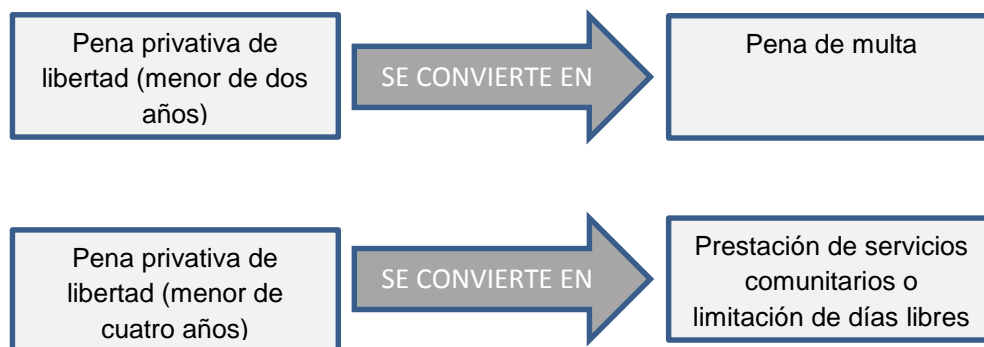 Pena privativa de
libertad (menor de dos
años)
SE CONVIERTE EN
Pena de multa
Pena privativa de
libertad (menor de
cuatro años)
SE CONVIERTE EN
Prestación de servicios
comunitarios o
limitación de días libres